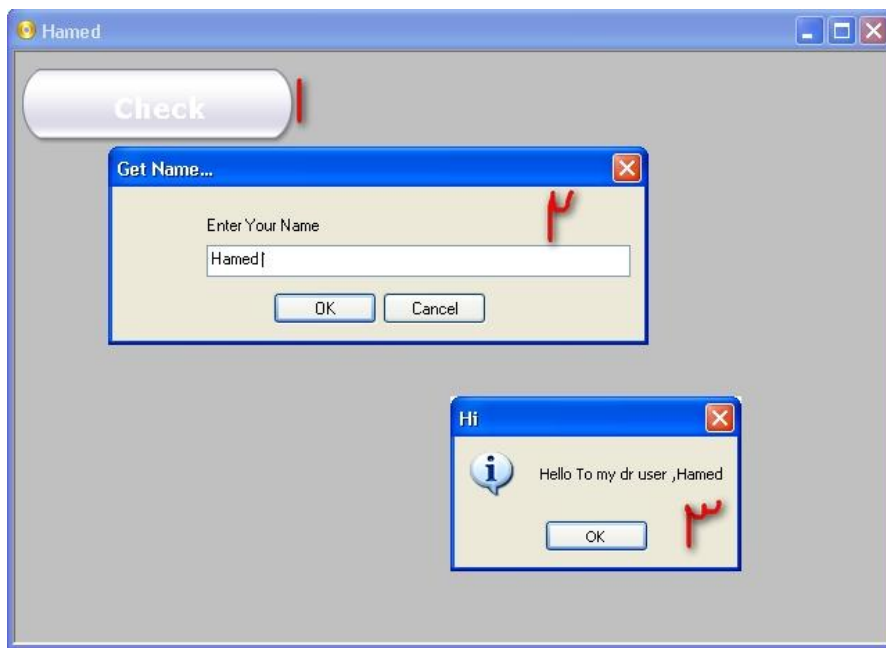 Hamed
Check
۱
Get Name...
۲
Enter Your Name
Hamed
OK
Cancel
Hi
Hello To my dr user ,Hamed
OK
۳